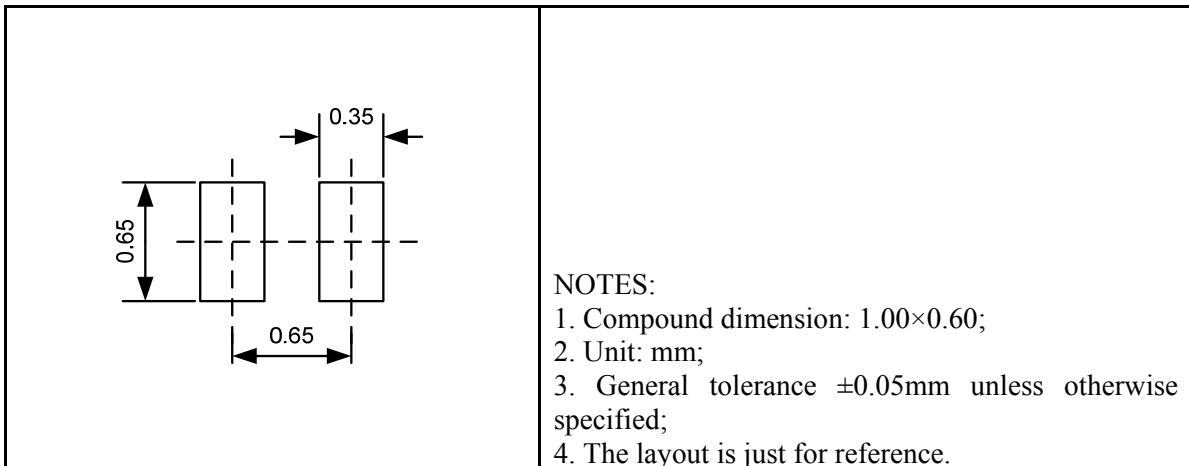 0.35
0.65
0.65
NOTES:
1. Compound dimension: 1.00×0.60;
2. Unit: mm;
3. General tolerance ±0.05mm unless otherwise
specified;
4. The layout is just for reference.